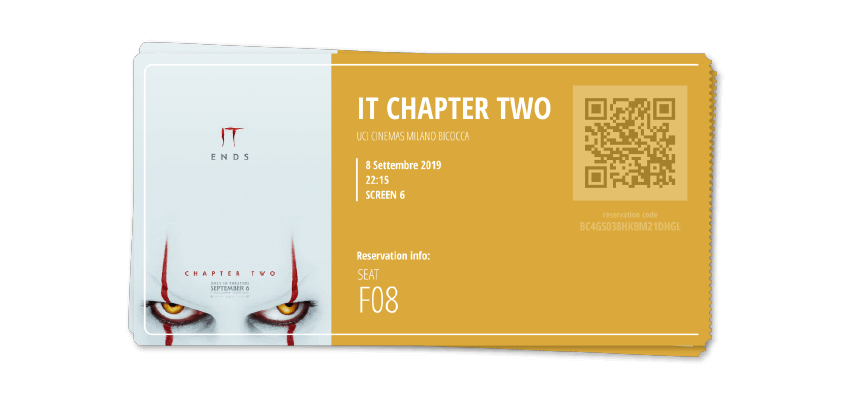 IT
ENDS
CHAPTER TWO
ONLY IN THEATERS
SEPTEMBER 6
IT CHAPTER TWO
UCI CINEMAS MILANO BICOCCA
8 Settembre 2019
22:15
SCREEN 6
Reservation info:
SEAT
F08
reservation code
BC4GS038HKBM21DHGL